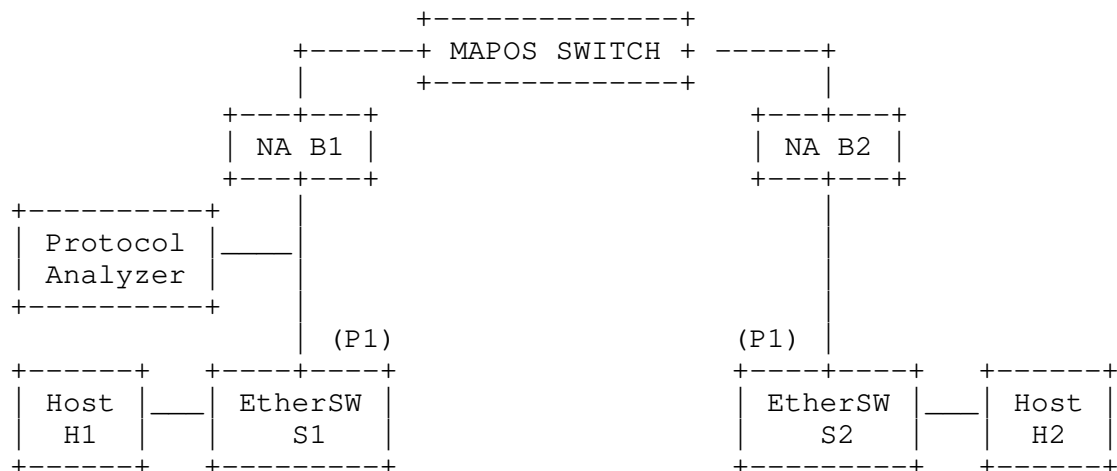 MAPOS SWITCH
NA B1 NA B2
Protocol
Analyzer
(P1) (P1)
Host EtherSW EtherSW Host
H1 S1 S2 H2